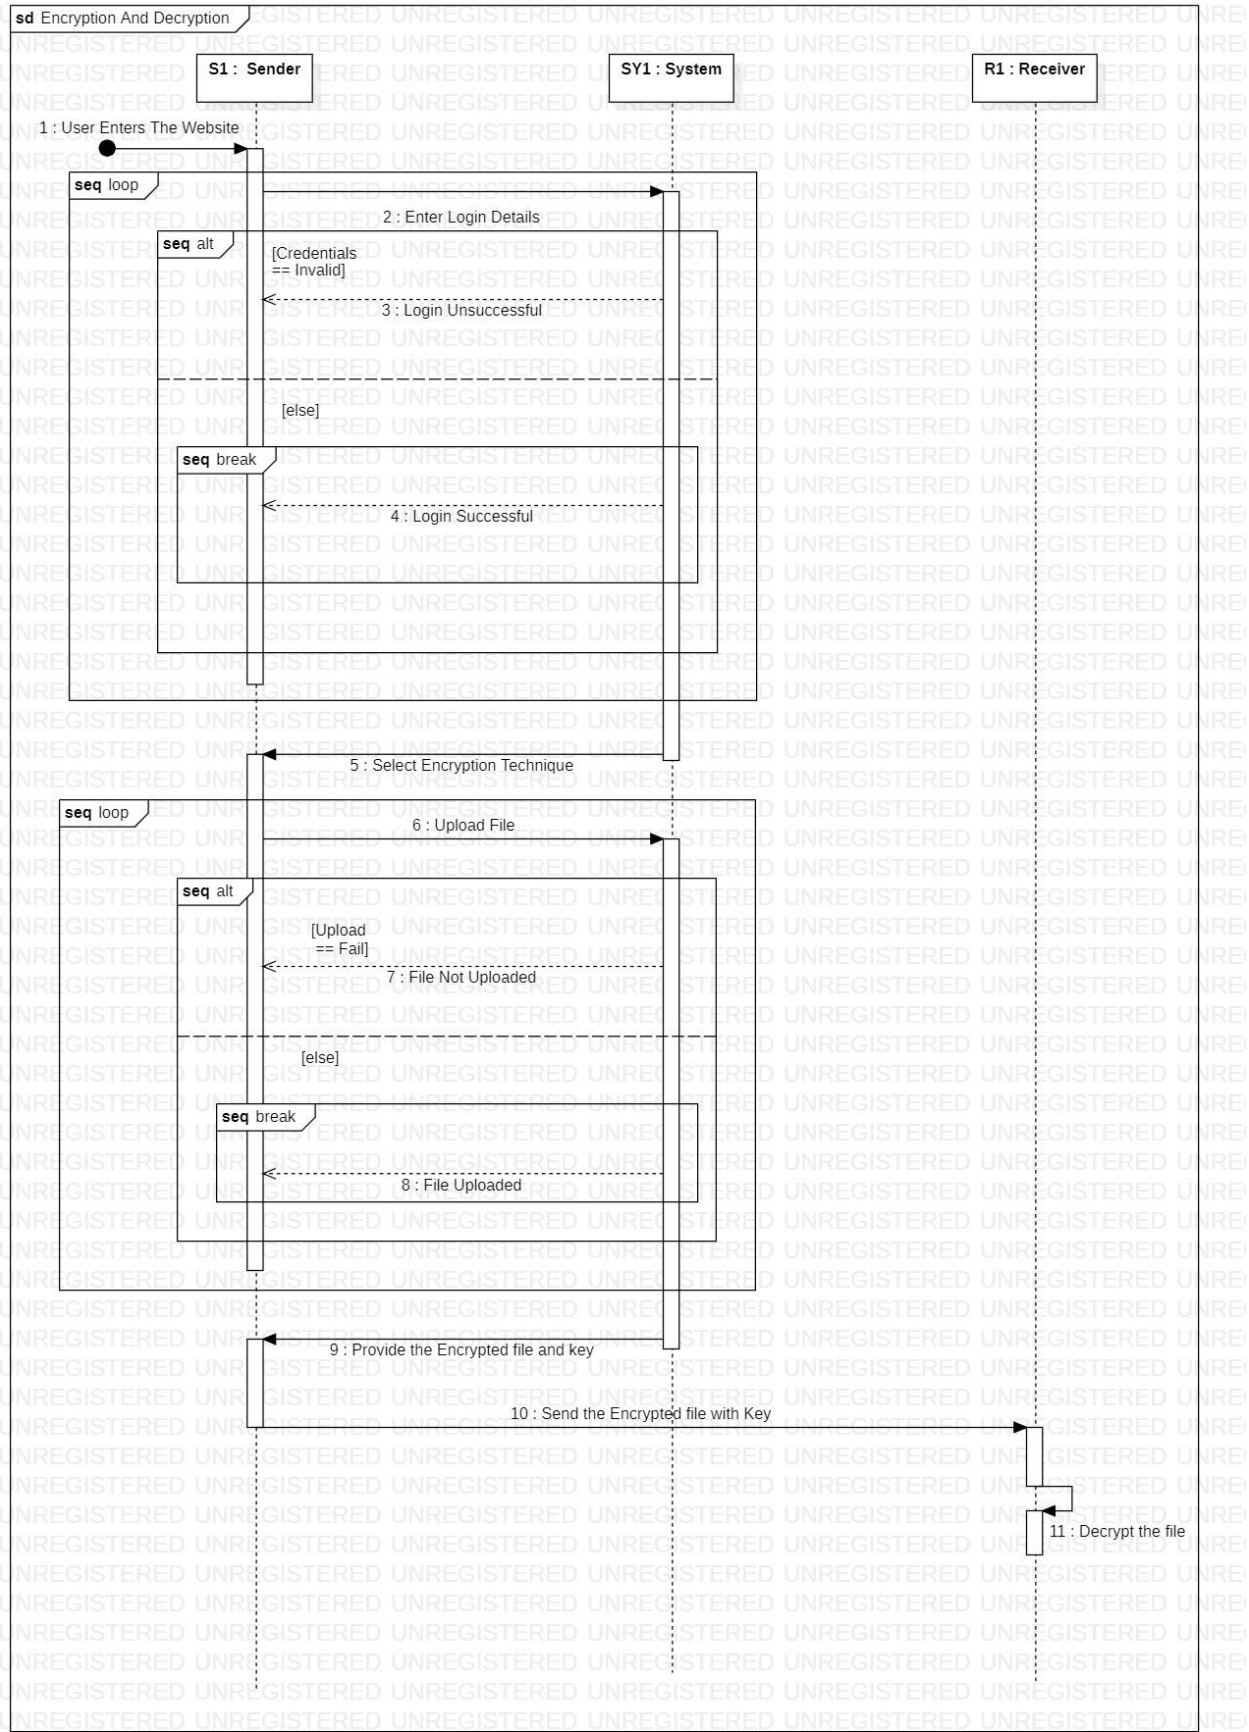 sd Encryption And Decryption
S1 : Sender
SY1 : System
R1 : Receiver
1 : User Enters The Website
seq loop
2 : Enter Login Details
seq alt
[Credentials
== Invalid]
3 : Login Unsuccessful
[else]
seq break
4 : Login Successful
5 : Select Encryption Technique
seq loop
6 : Upload File
seq alt
[Upload
== Fail]
7 : File Not Uploaded
[else]
seq break
8 : File Uploaded
9 : Provide the Encrypted file and key
10 : Send the Encrypted file with Key
11 : Decrypt the file
UNREGISTERED